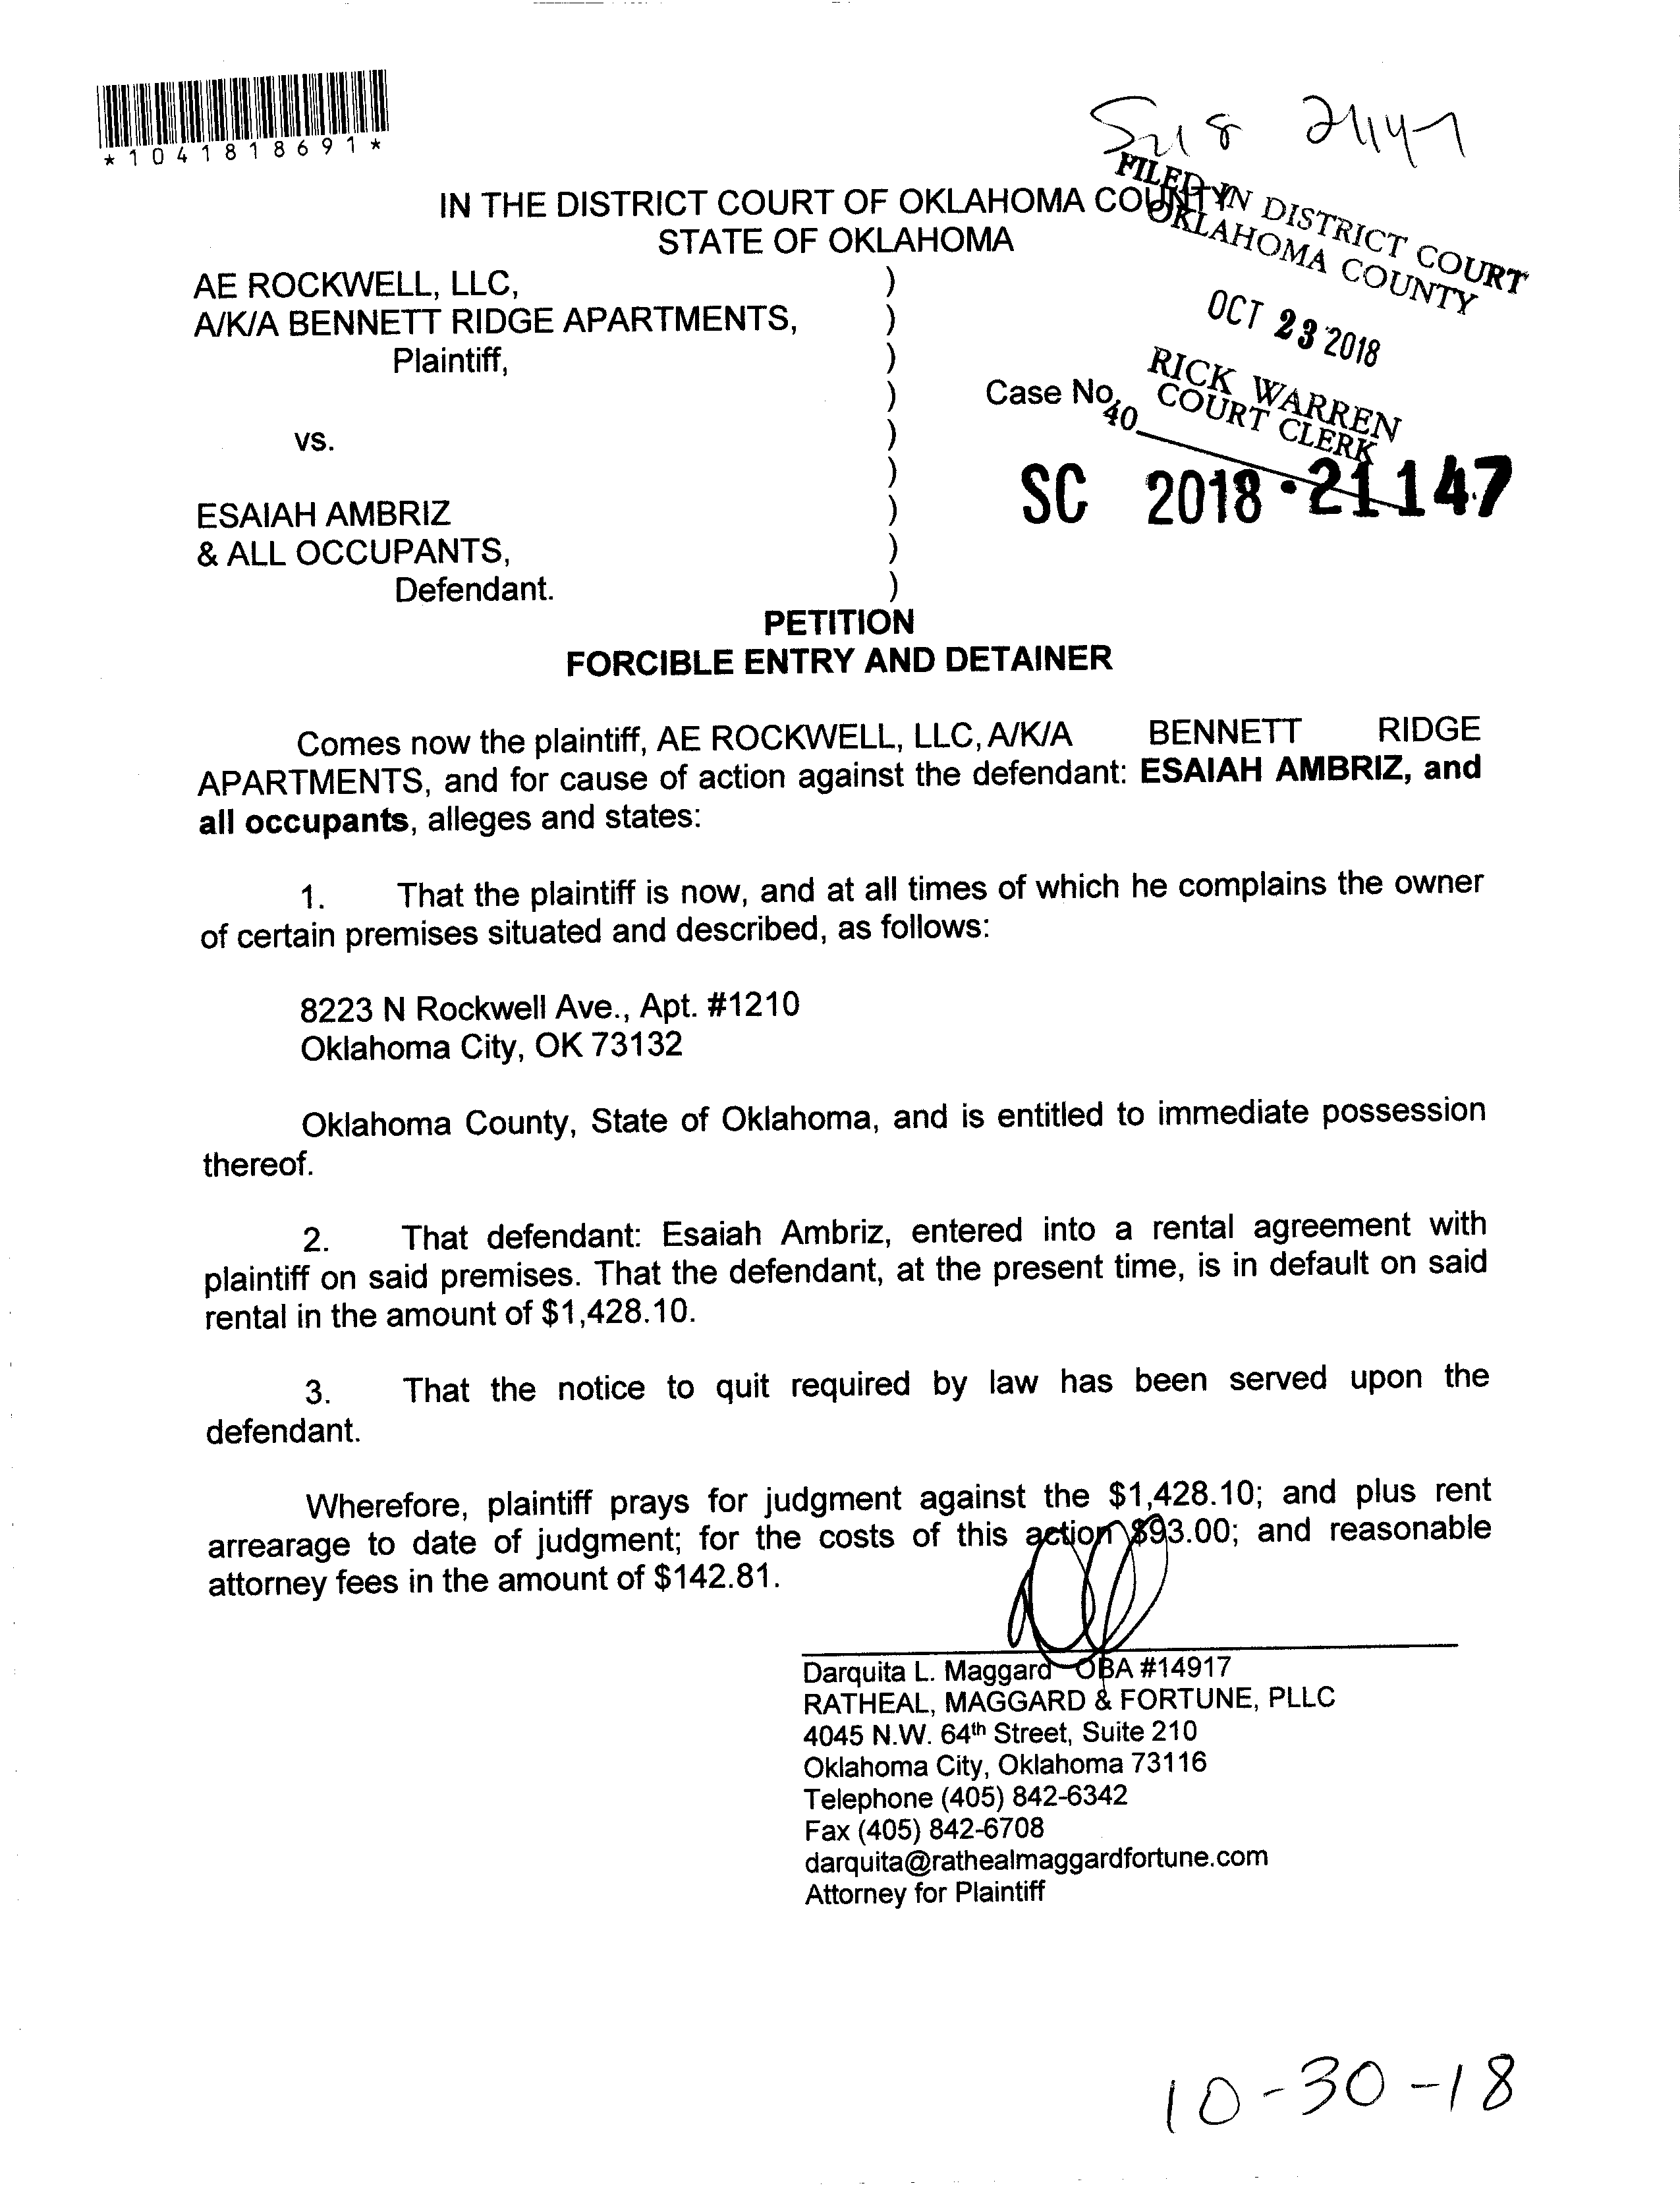 *1041818691*
IN THE DISTRICT COURT OF OKLAHOMA COUNTY
STATE OF OKLAHOMA
FILED IN DISTRICT COURT
OKLAHOMA COUNTY
OCT 23 2018
RICK WARREN
COURT CLERK
40
AE ROCKWELL, LLC, )
A/K/A BENNETT RIDGE APARTMENTS, )
Plaintiff, )
) Case No.
vs. )
) SC 2018-21147
ESAIAH AMBRIZ )
& ALL OCCUPANTS, )
Defendant. )
PETITION
FORCIBLE ENTRY AND DETAINER
Comes now the plaintiff, AE ROCKWELL, LLC, A/K/A BENNETT RIDGE
APARTMENTS, and for cause of action against the defendant: ESAIAH AMBRIZ, and
all occupants, alleges and states:
1. That the plaintiff is now, and at all times of which he complains the owner
of certain premises situated and described, as follows:
8223 N Rockwell Ave., Apt. #1210
Oklahoma City, OK 73132
Oklahoma County, State of Oklahoma, and is entitled to immediate possession
thereof.
2. That defendant: Esaiah Ambriz, entered into a rental agreement with
plaintiff on said premises. That the defendant, at the present time, is in default on said
rental in the amount of $1,428.10.
3. That the notice to quit required by law has been served upon the
defendant.
Wherefore, plaintiff prays for judgment against the $1,428.10; and plus rent
arrearage to date of judgment; for the costs of this action $93.00; and reasonable
attorney fees in the amount of $142.81.
Darquita L. Maggard OBA #14917
RATHEAL, MAGGARD & FORTUNE, PLLC
4045 N.W. 64th Street, Suite 210
Oklahoma City, Oklahoma 73116
Telephone (405) 842-6342
Fax (405) 842-6708
darquita@rathealmaggardfortune.com
Attorney for Plaintiff
10-30-18